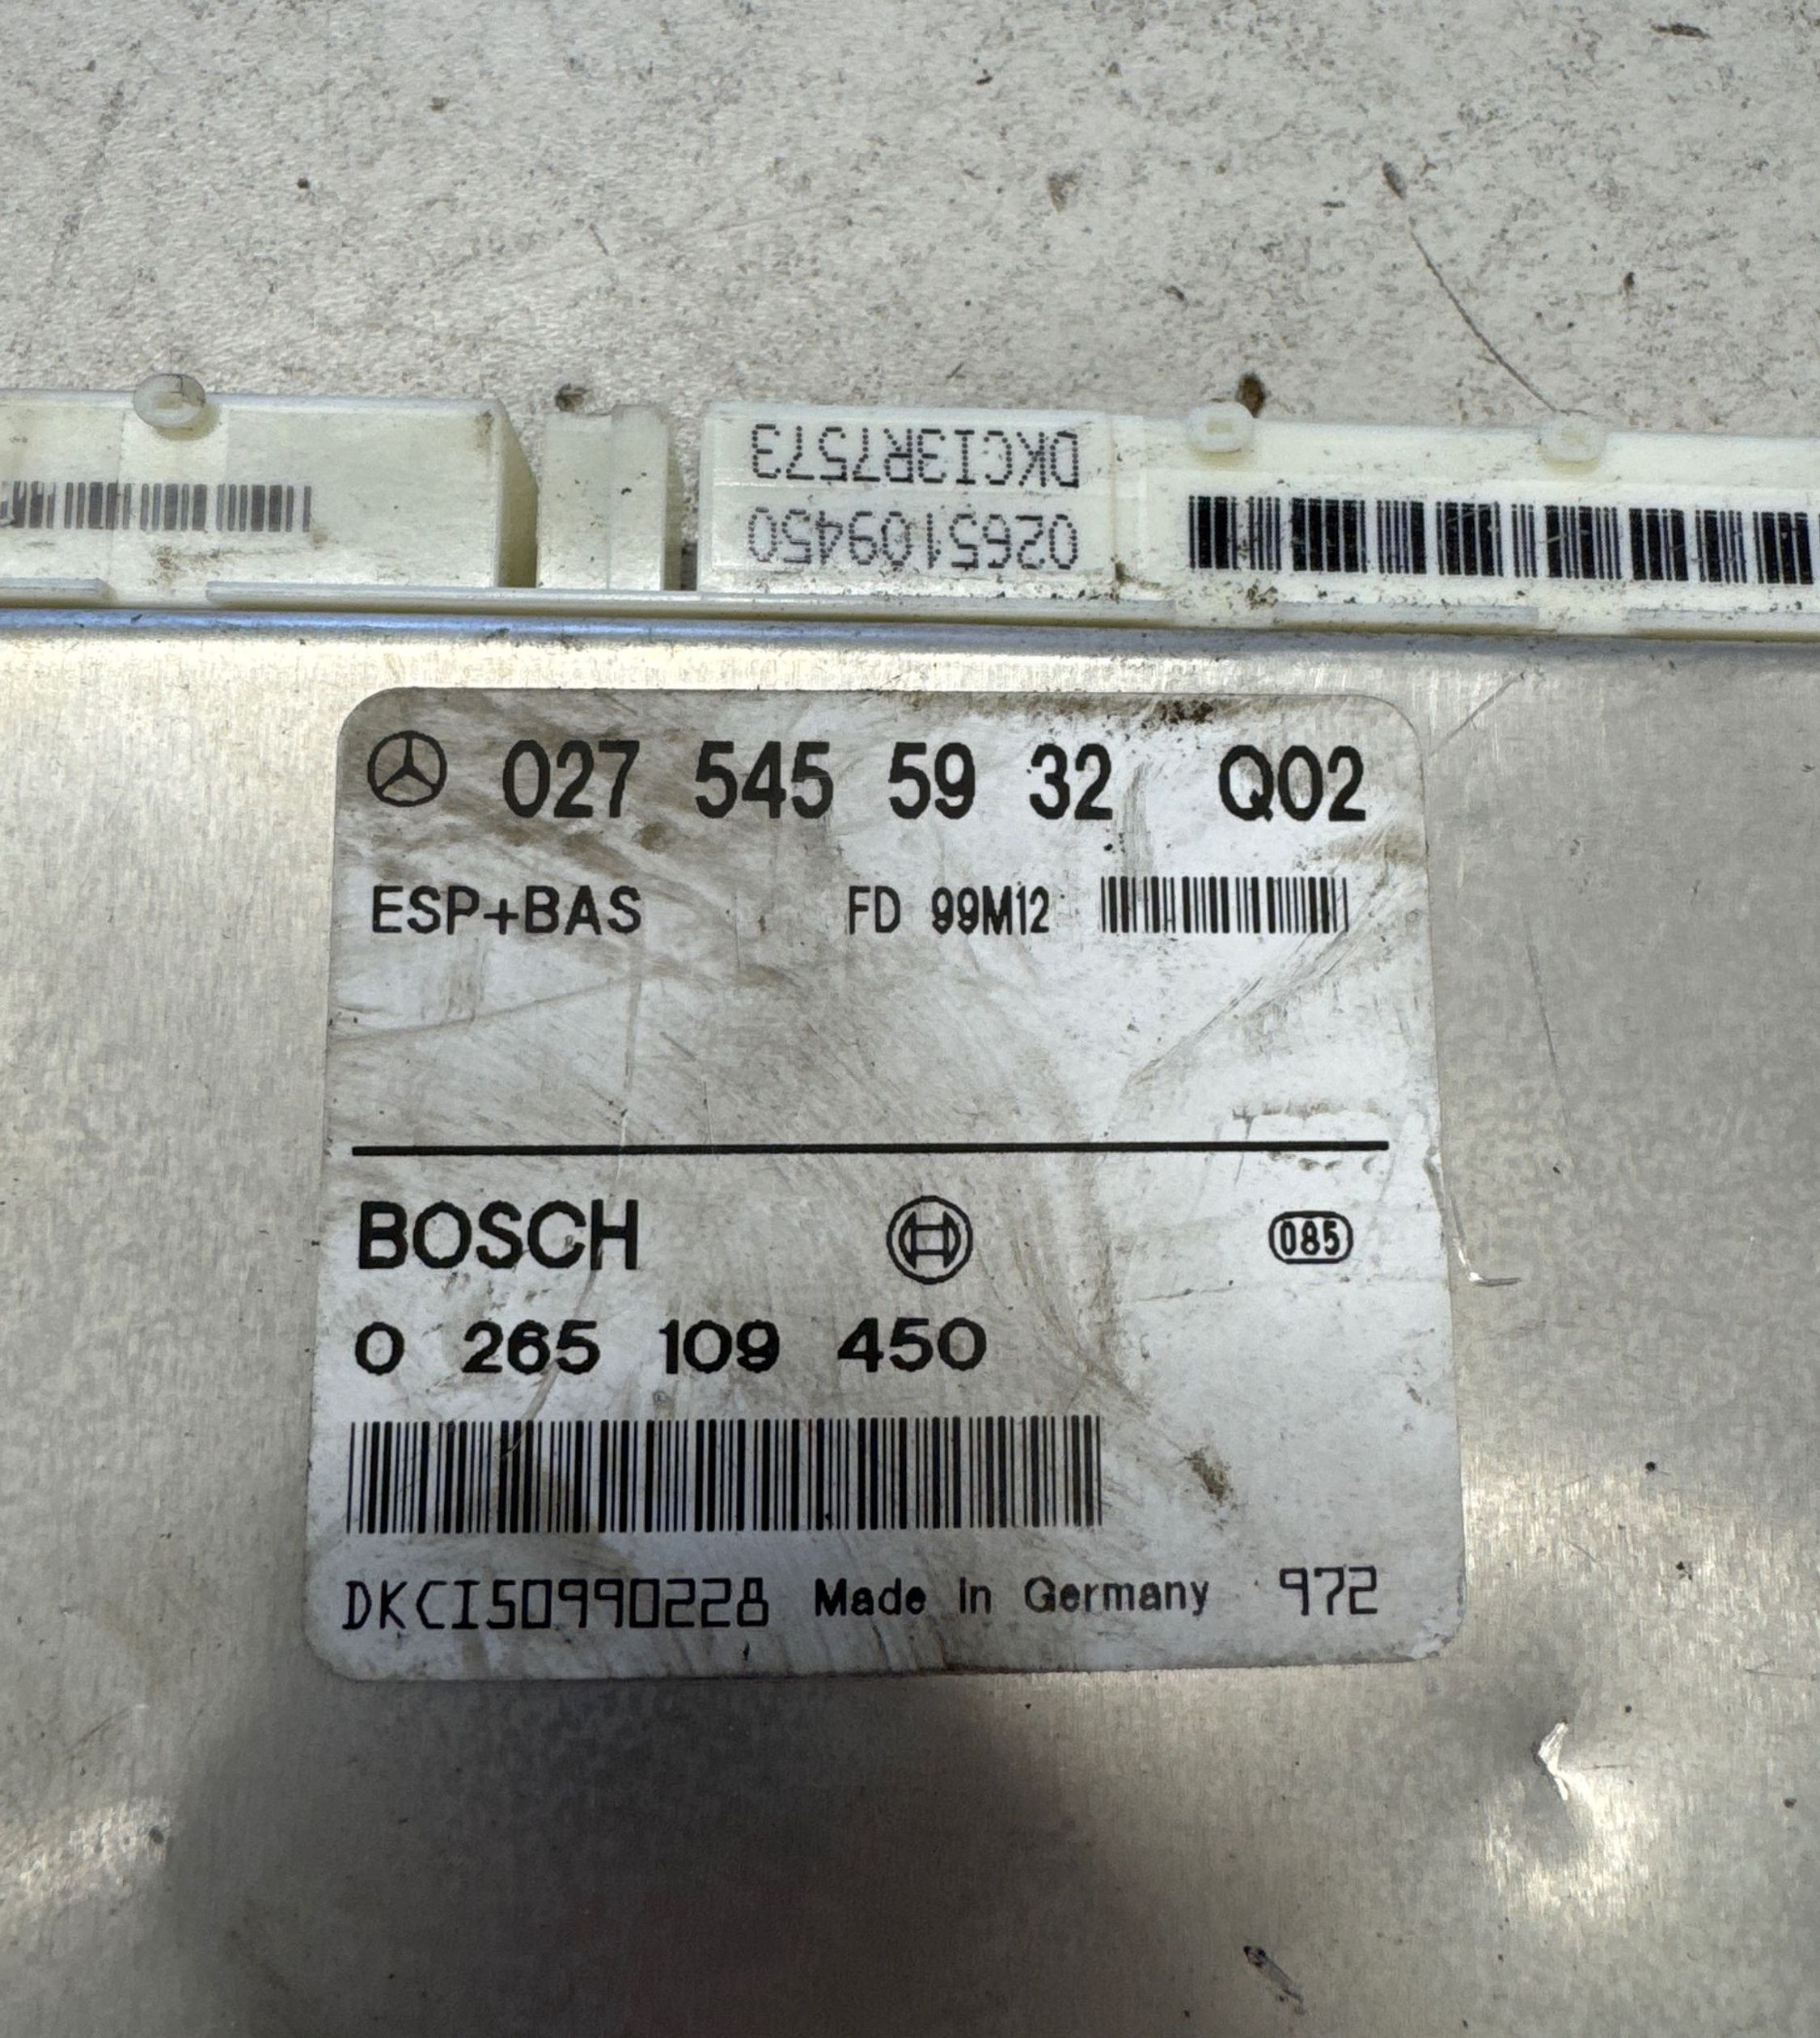 DKCI3R7573
0265109450
027 545 59 32 Q02
ESP+BAS FD 99M12
BOSCH 085
0 265 109 450
DKCI50990228 Made in Germany 972